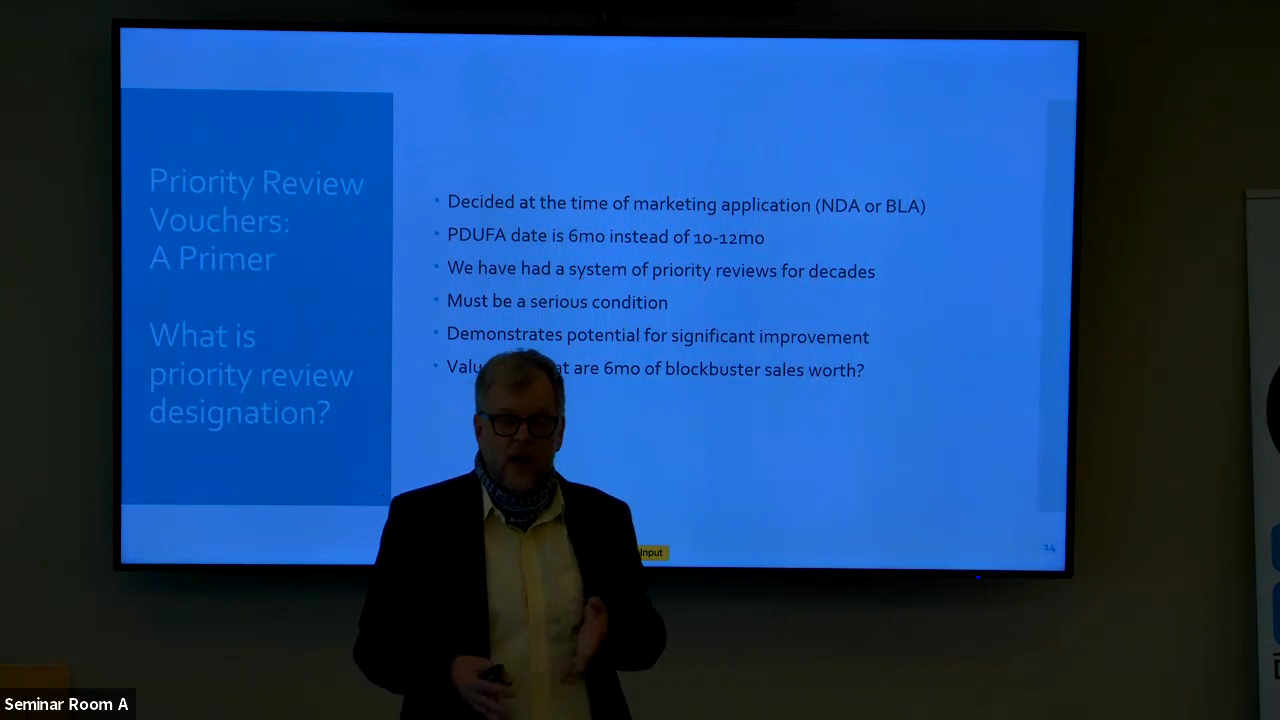 Priority Review
Vouchers:
A Primer
What is
priority review
designation?
• Decided at the time of marketing application (NDA or BLA)
• PDUFA date is 6mo instead of 10-12mo
• We have had a system of priority reviews for decades
• Must be a serious condition
• Demonstrates potential for significant improvement
• are 6mo of blockbuster sales worth?
Input
24
Seminar Room A